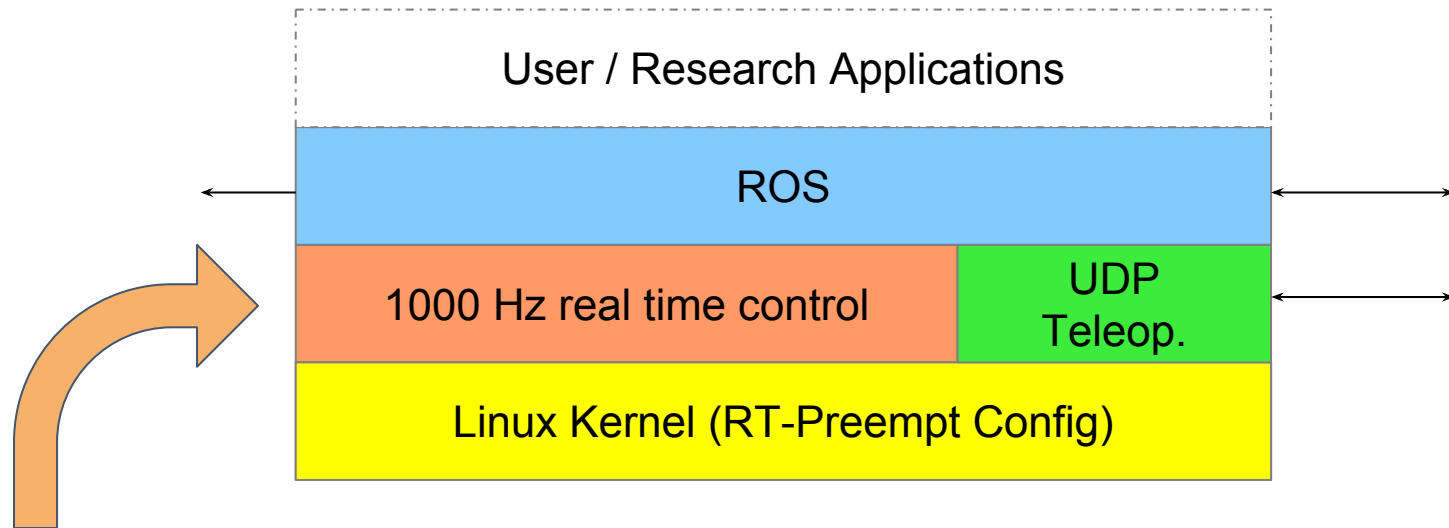 User / Research Applications
ROS
1000 Hz real time control
UDP
Teleop.
Linux Kernel (RT-Preempt Config)